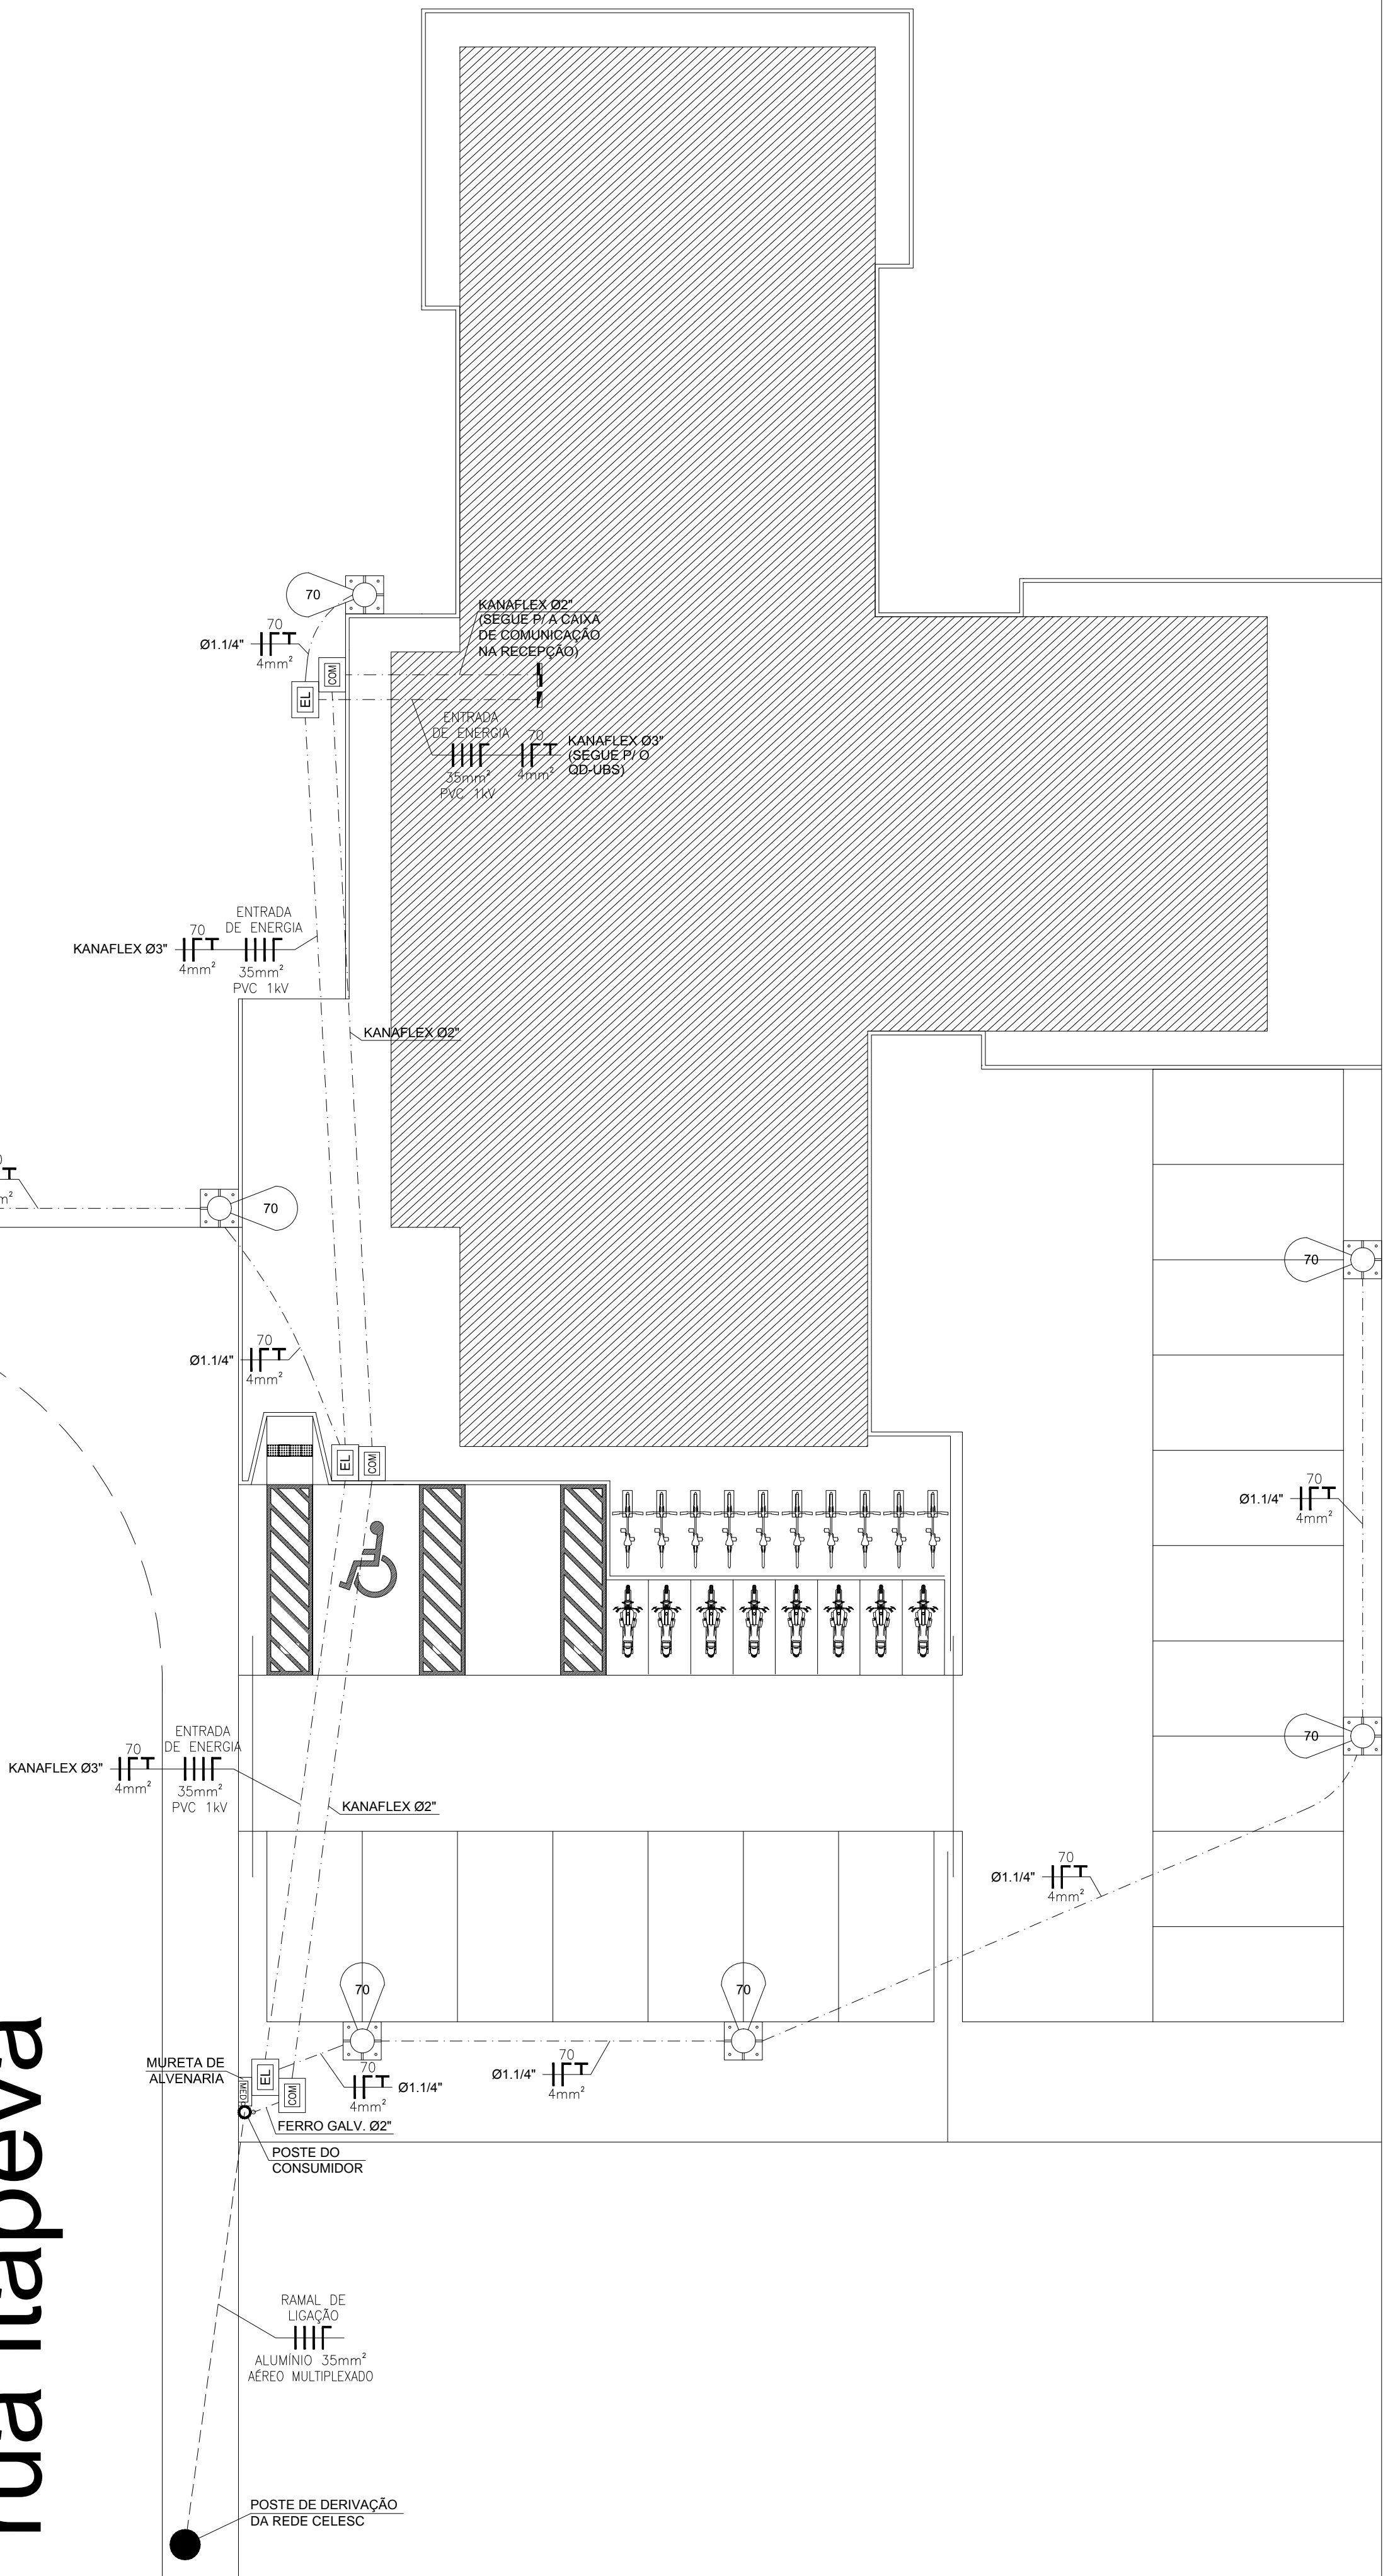 70
KANAFLEX Ø2"
(SEGUE P/ A CAIXA
DE COMUNICAÇÃO
NA RECEPÇÃO)
70
Ø1.1/4"
4mm²
COM
EL
ENTRADA
DE ENERGIA
35mm²
PVC 1kV
70
4mm²
KANAFLEX Ø3"
(SEGUE P/ O
QD-UBS)
ENTRADA
DE ENERGIA
70
KANAFLEX Ø3"
4mm²
35mm²
PVC 1kV
KANAFLEX Ø2"
70
70
70
Ø1.1/4"
4mm²
EL
COM
70
Ø1.1/4"
4mm²
ENTRADA
DE ENERGIA
70
KANAFLEX Ø3"
4mm²
35mm²
PVC 1kV
KANAFLEX Ø2"
70
70
Ø1.1/4"
4mm²
70
70
MURETA DE
ALVENARIA
EL
MED
COM
70
Ø1.1/4"
4mm²
70
Ø1.1/4"
4mm²
FERRO GALV. Ø2"
POSTE DO
CONSUMIDOR
rua Itapeva
RAMAL DE
LIGAÇÃO
ALUMÍNIO 35mm²
AÉREO MULTIPLEXADO
POSTE DE DERIVAÇÃO
DA REDE CELESC